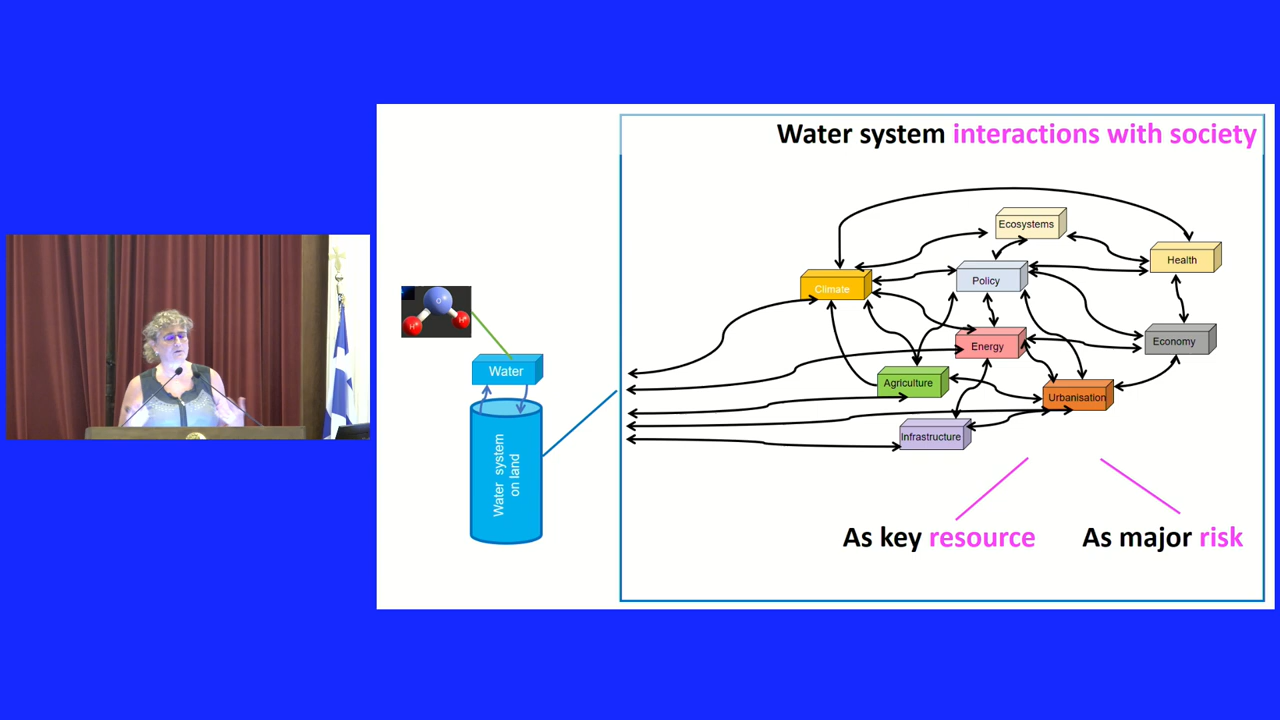 Water system interactions with society
Ecosystems
Health
Policy
Climate
Energy
Economy
Water
Agriculture
Urbanisation
Infrastructure
Water system
on land
As key resource
As major risk